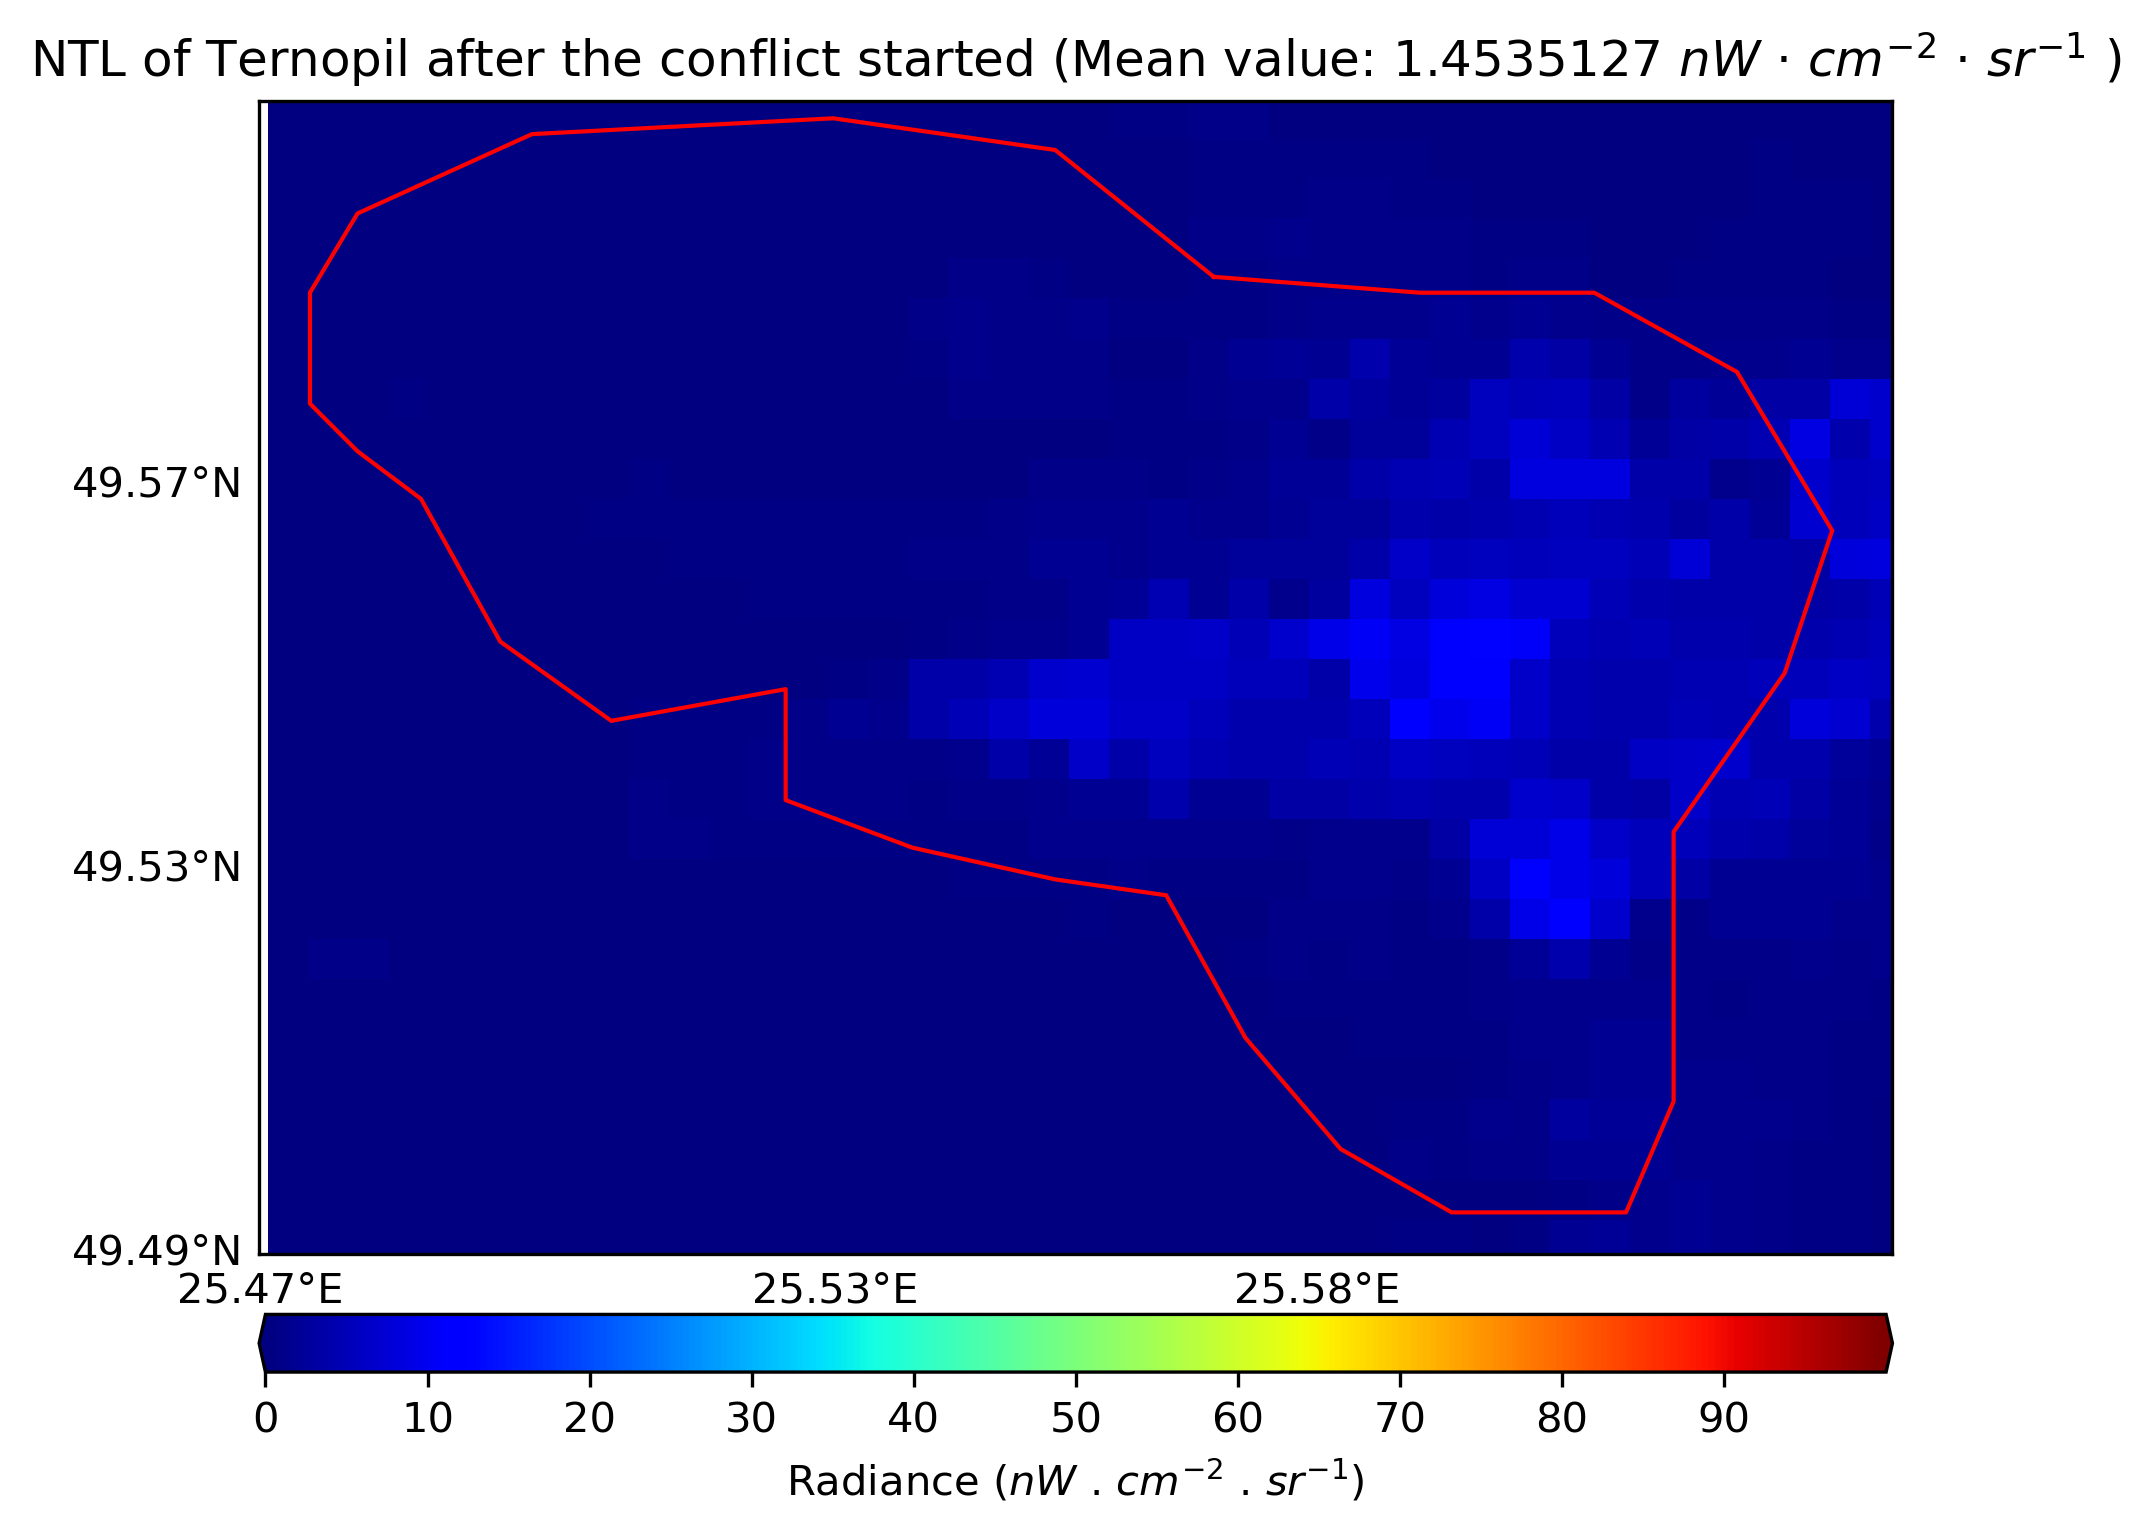 NTL of Ternopil after the conflict started (Mean value: 1.4535127 nW · cm⁻² · sr⁻¹ )
49.57°N
49.53°N
49.49°N
25.47°E 25.53°E 25.58°E
0 10 20 30 40 50 60 70 80 90
Radiance (nW . cm⁻² . sr⁻¹)